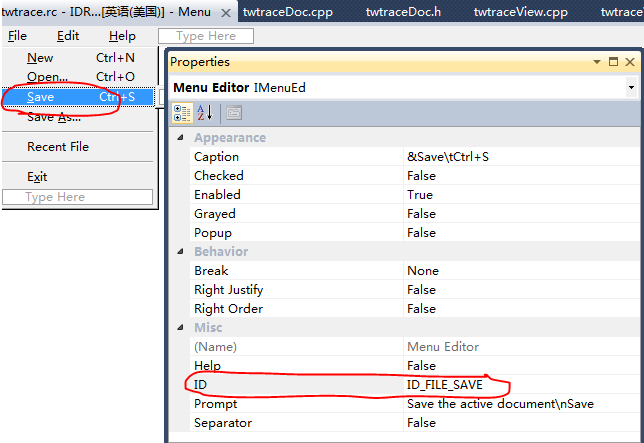 twtrace.rc - IDR...[英语(美国)] - Menu twtraceDoc.cpp twtraceDoc.h twtraceView.cpp twtrace
File Edit Help Type Here
New Ctrl+N
Open... Ctrl+O
Save Ctrl+S
Save As...
Recent File
Exit
Type Here
Properties
Menu Editor IMenuEd
Appearance
Caption &Save\tCtrl+S
Checked False
Enabled True
Grayed False
Popup False
Behavior
Break None
Right Justify False
Right Order False
Misc
(Name) Menu Editor
Help False
ID ID_FILE_SAVE
Prompt Save the active document\nSave
Separator False